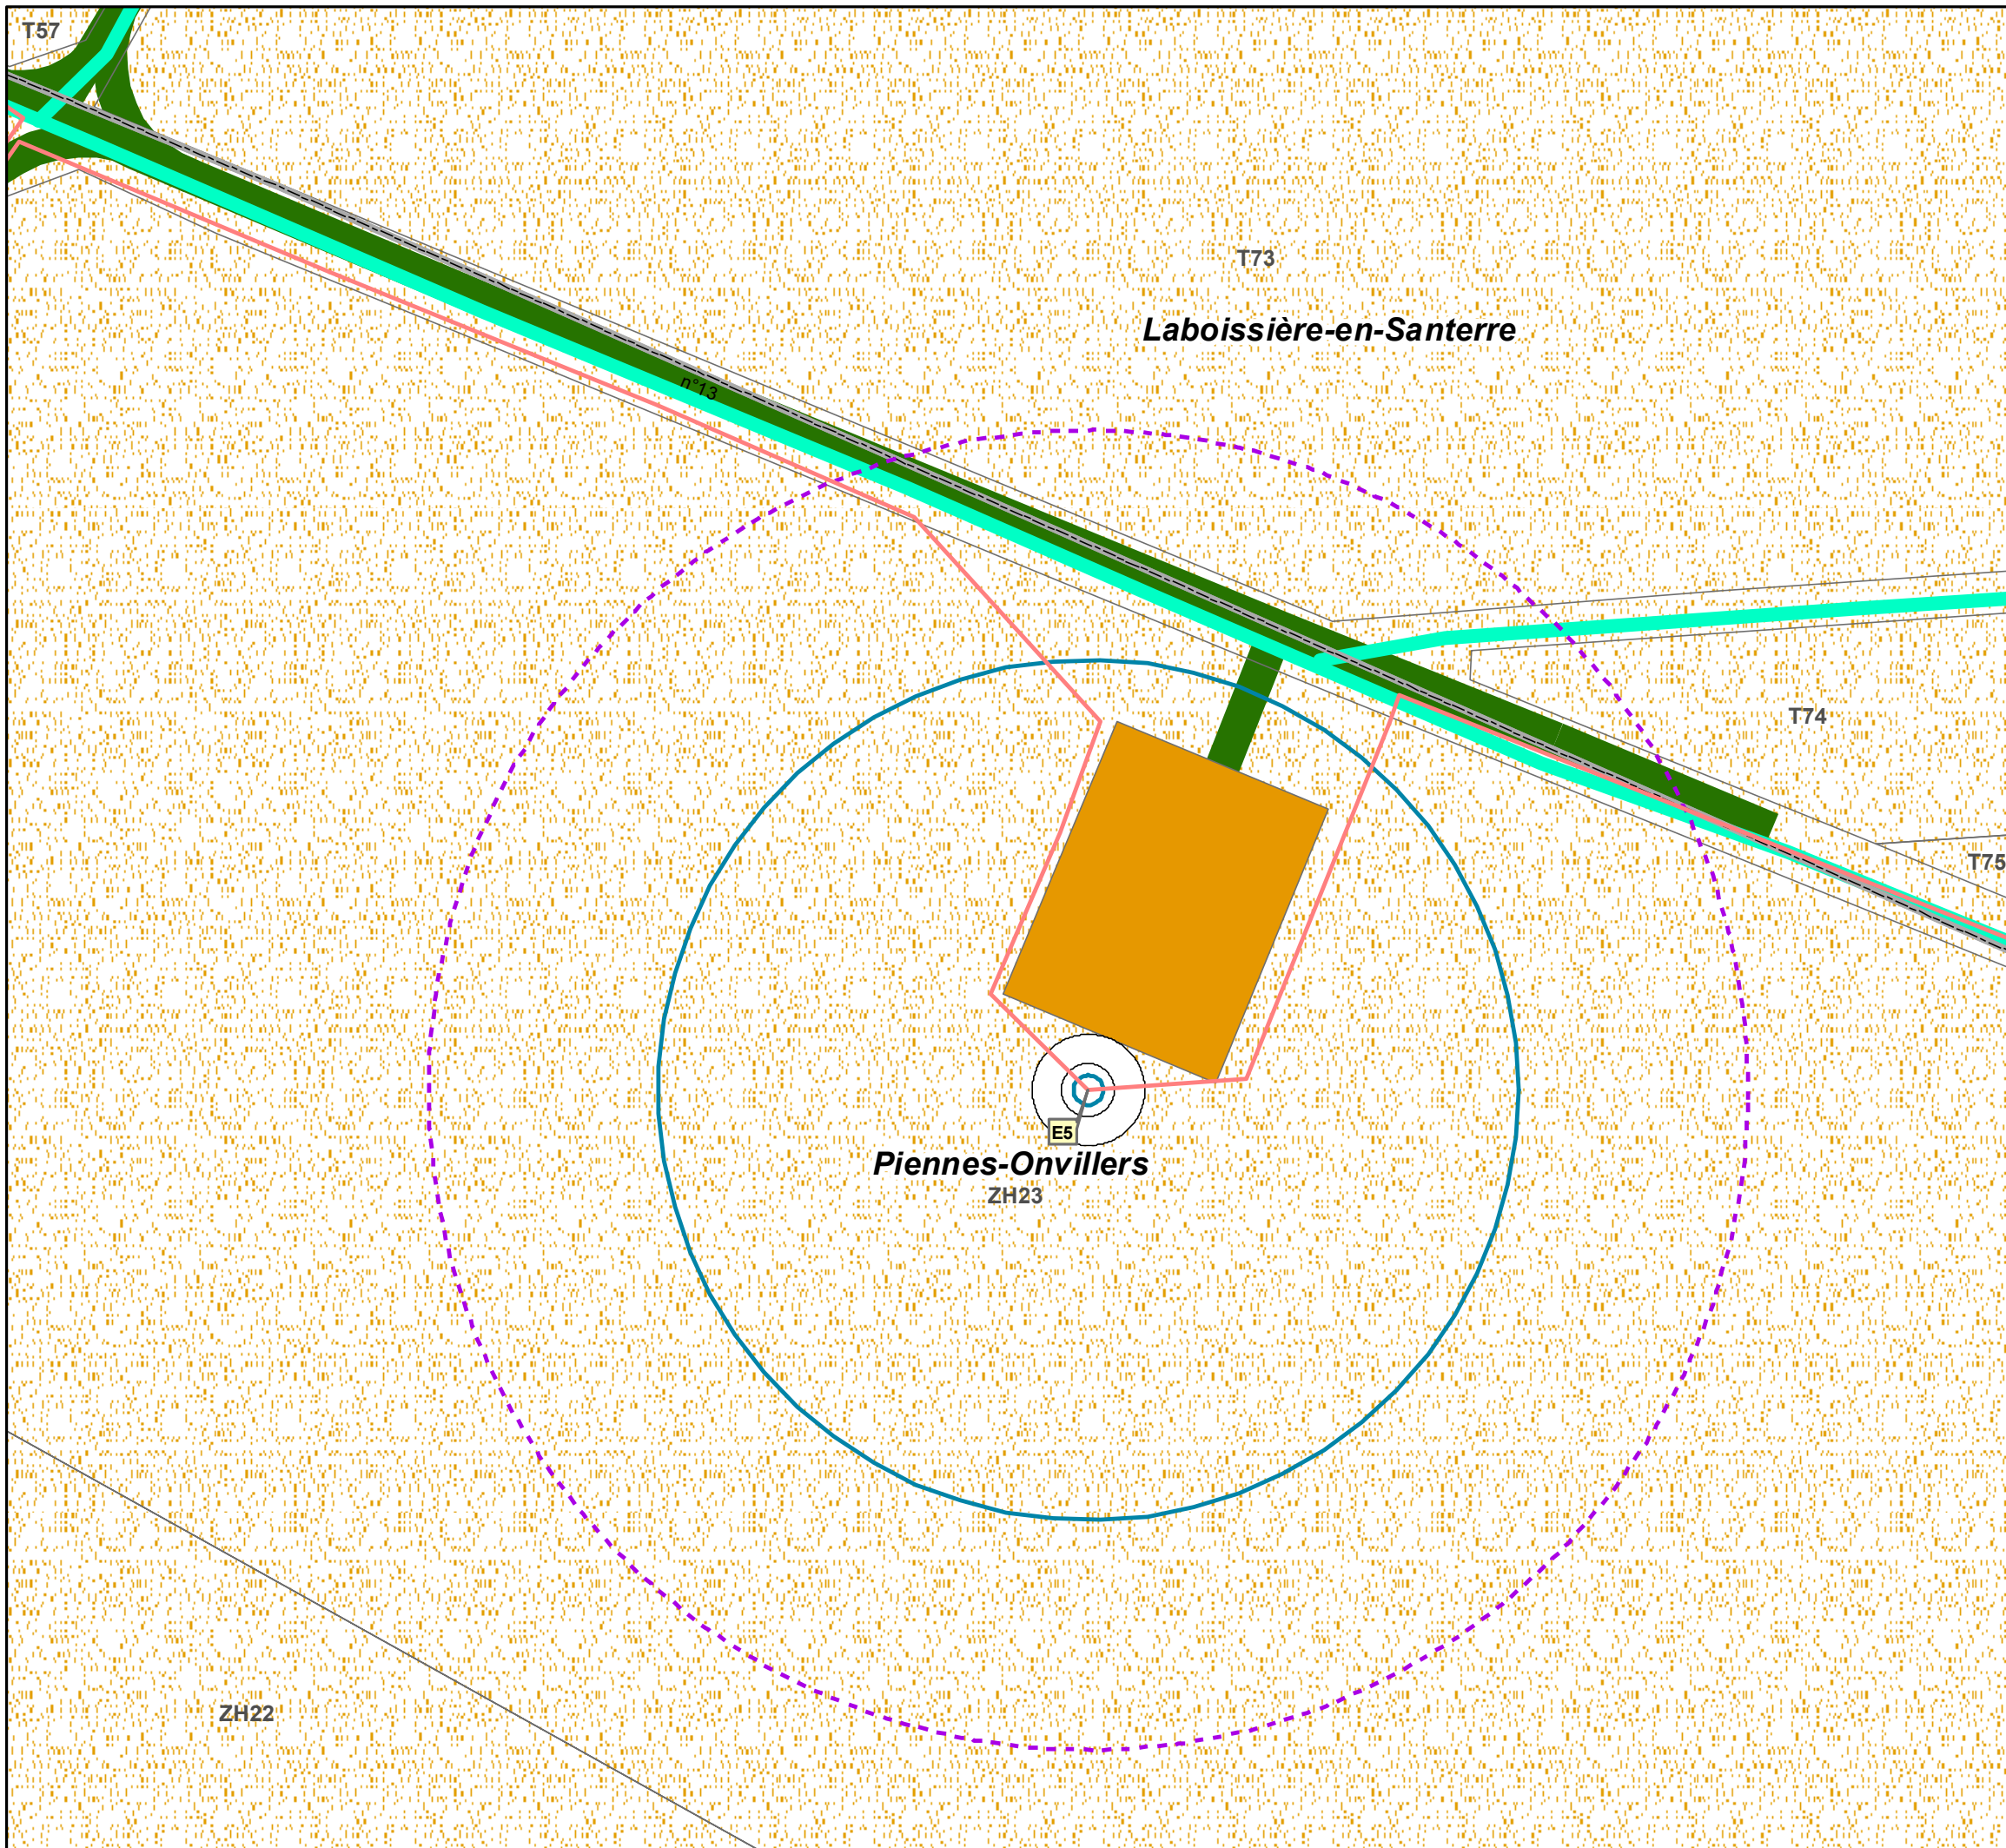 T57
T73
Laboissière-en-Santerre
n°13
T74
T75
E5
Piennes-Onvillers
ZH23
ZH22